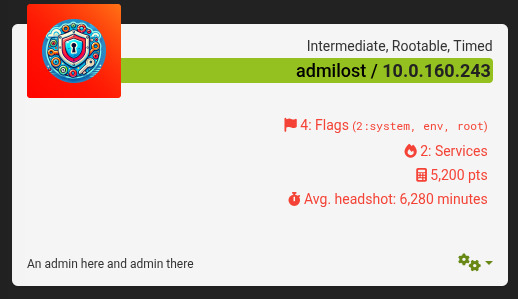 Intermediate, Rootable, Timed
admilost / 10.0.160.243
4: Flags (2:system, env, root)
2: Services
5,200 pts
Avg. headshot: 6,280 minutes
An admin here and admin there